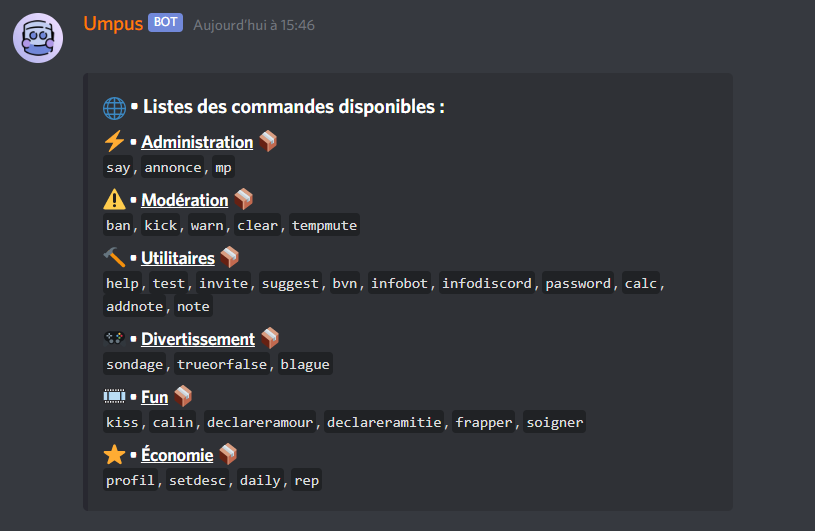 Umpus BOT Aujourd'hui à 15:46
• Listes des commandes disponibles :
• Administration
say, annonce, mp
• Modération
ban, kick, warn, clear, tempmute
• Utilitaires
help, test, invite, suggest, bvn, infobot, infodiscord, password, calc,
addnote, note
• Divertissement
sondage, trueorfalse, blague
• Fun
kiss, calin, declareramour, declareramitie, frapper, soigner
• Économie
profil, setdesc, daily, rep